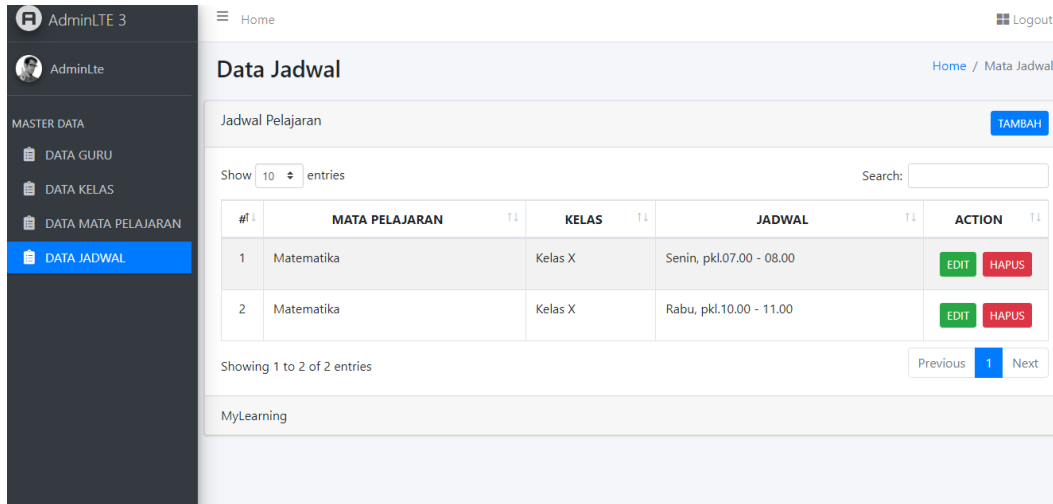 AdminLTE 3
AdminLte
MASTER DATA
DATA GURU
DATA KELAS
DATA MATA PELAJARAN
DATA JADWAL
Home Logout
Data Jadwal Home / Mata Jadwal
Jadwal Pelajaran TAMBAH
Show 10 entries Search:
# MATA PELAJARAN KELAS JADWAL ACTION
1 Matematika Kelas X Senin, pkl.07.00 - 08.00 EDIT HAPUS
2 Matematika Kelas X Rabu, pkl.10.00 - 11.00 EDIT HAPUS
Showing 1 to 2 of 2 entries Previous 1 Next
MyLearning